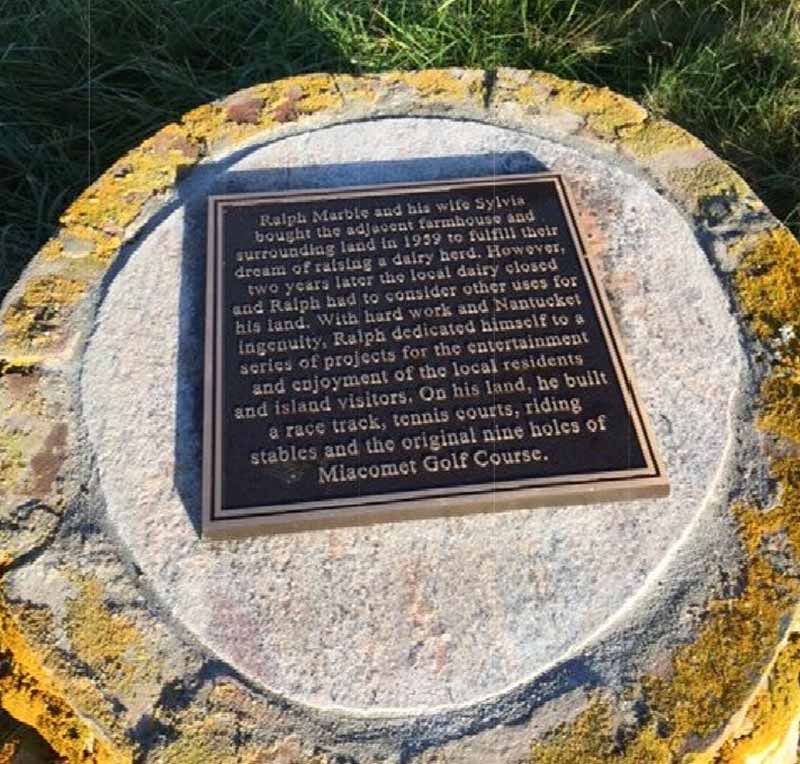 Ralph Marble and his wife Sylvia
bought the adjacent farmhouse and
surrounding land in 1959 to fulfill their
dream of raising a dairy herd. However,
two years later the local dairy closed
and Ralph had to consider other uses for
his land. With hard work and Nantucket
ingenuity, Ralph dedicated himself to a
series of projects for the entertainment
and enjoyment of the local residents
and island visitors. On his land, he built
a race track, tennis courts, riding
stables and the original nine holes of
Miacomet Golf Course.